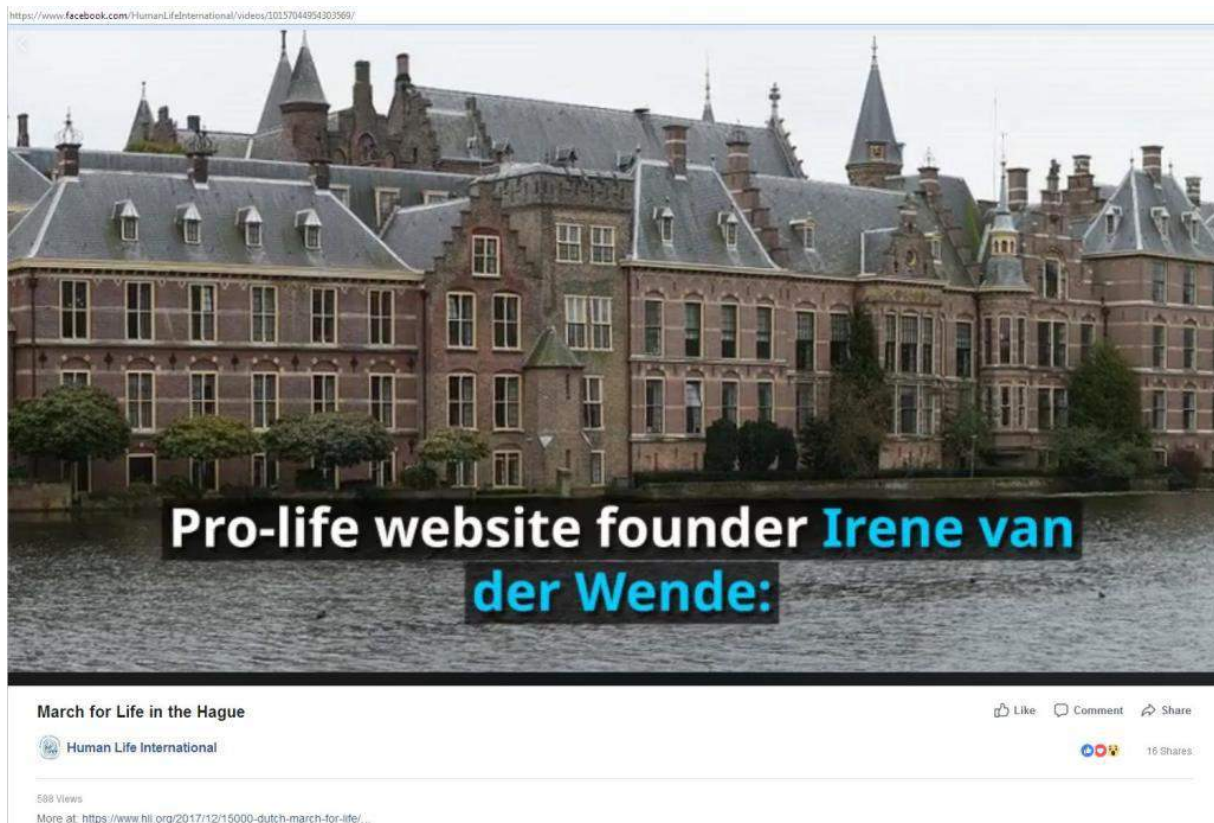 https://www.facebook.com/HumanLifeInternational/videos/10157044954303569/
Pro-life website founder Irene van
der Wende:
March for Life in the Hague
Like Comment Share
Human Life International
16 Shares
588 Views
More at: https://www.hli.org/2017/12/15000-dutch-march-for-life/...